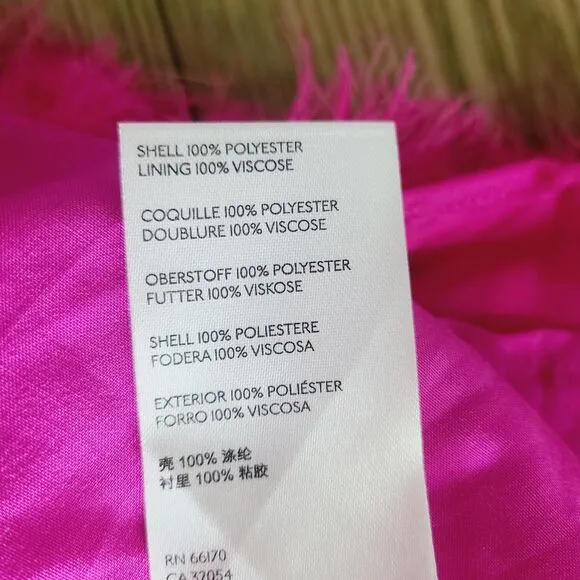 SHELL 100% POLYESTER
LINING 100% VISCOSE
COQUILLE 100% POLYESTER
DOUBLURE 100% VISCOSE
OBERSTOFF 100% POLYESTER
FUTTER 100% VISKOSE
SHELL 100% POLIESTERE
FODERA 100% VISCOSA
EXTERIOR 100% POLIÉSTER
FORRO 100% VISCOSA
壳 100% 涤纶
衬里 100% 粘胶
RN 66170
CA 32054